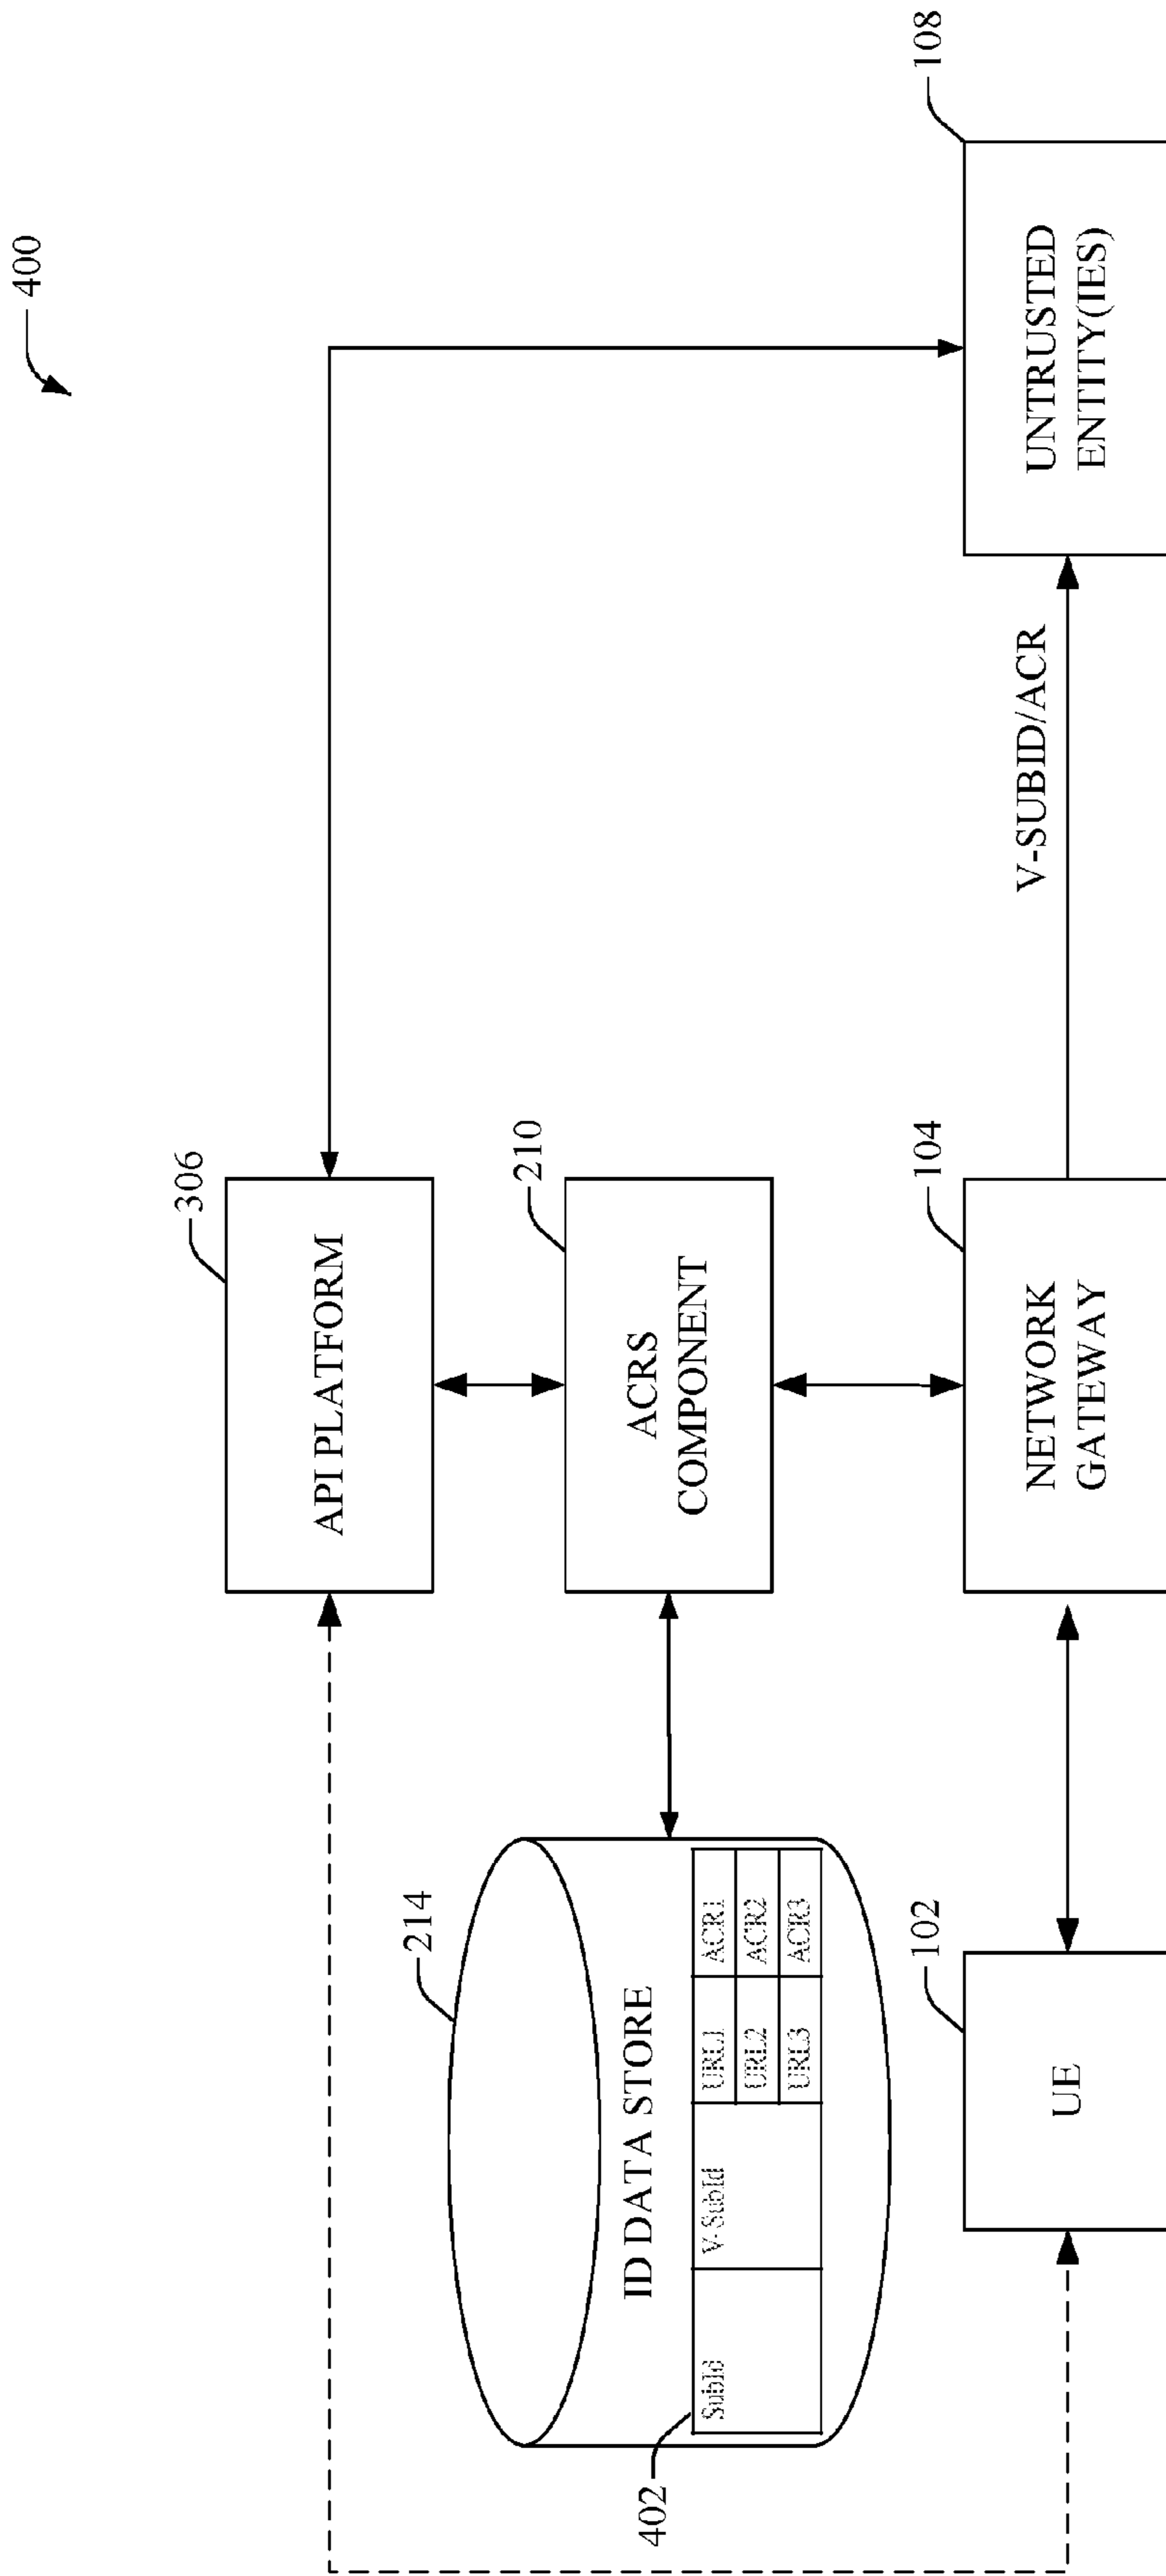 400
306
API PLATFORM
214
210
ID DATA STORE
ACRS
COMPONENT
402
SubId
V-SubId
URL1
ACR1
URL2
ACR2
URL3
ACR3
102
104
108
UE
NETWORK
GATEWAY
V-SUBID/ACR
UNTRUSTED
ENTITY(IES)